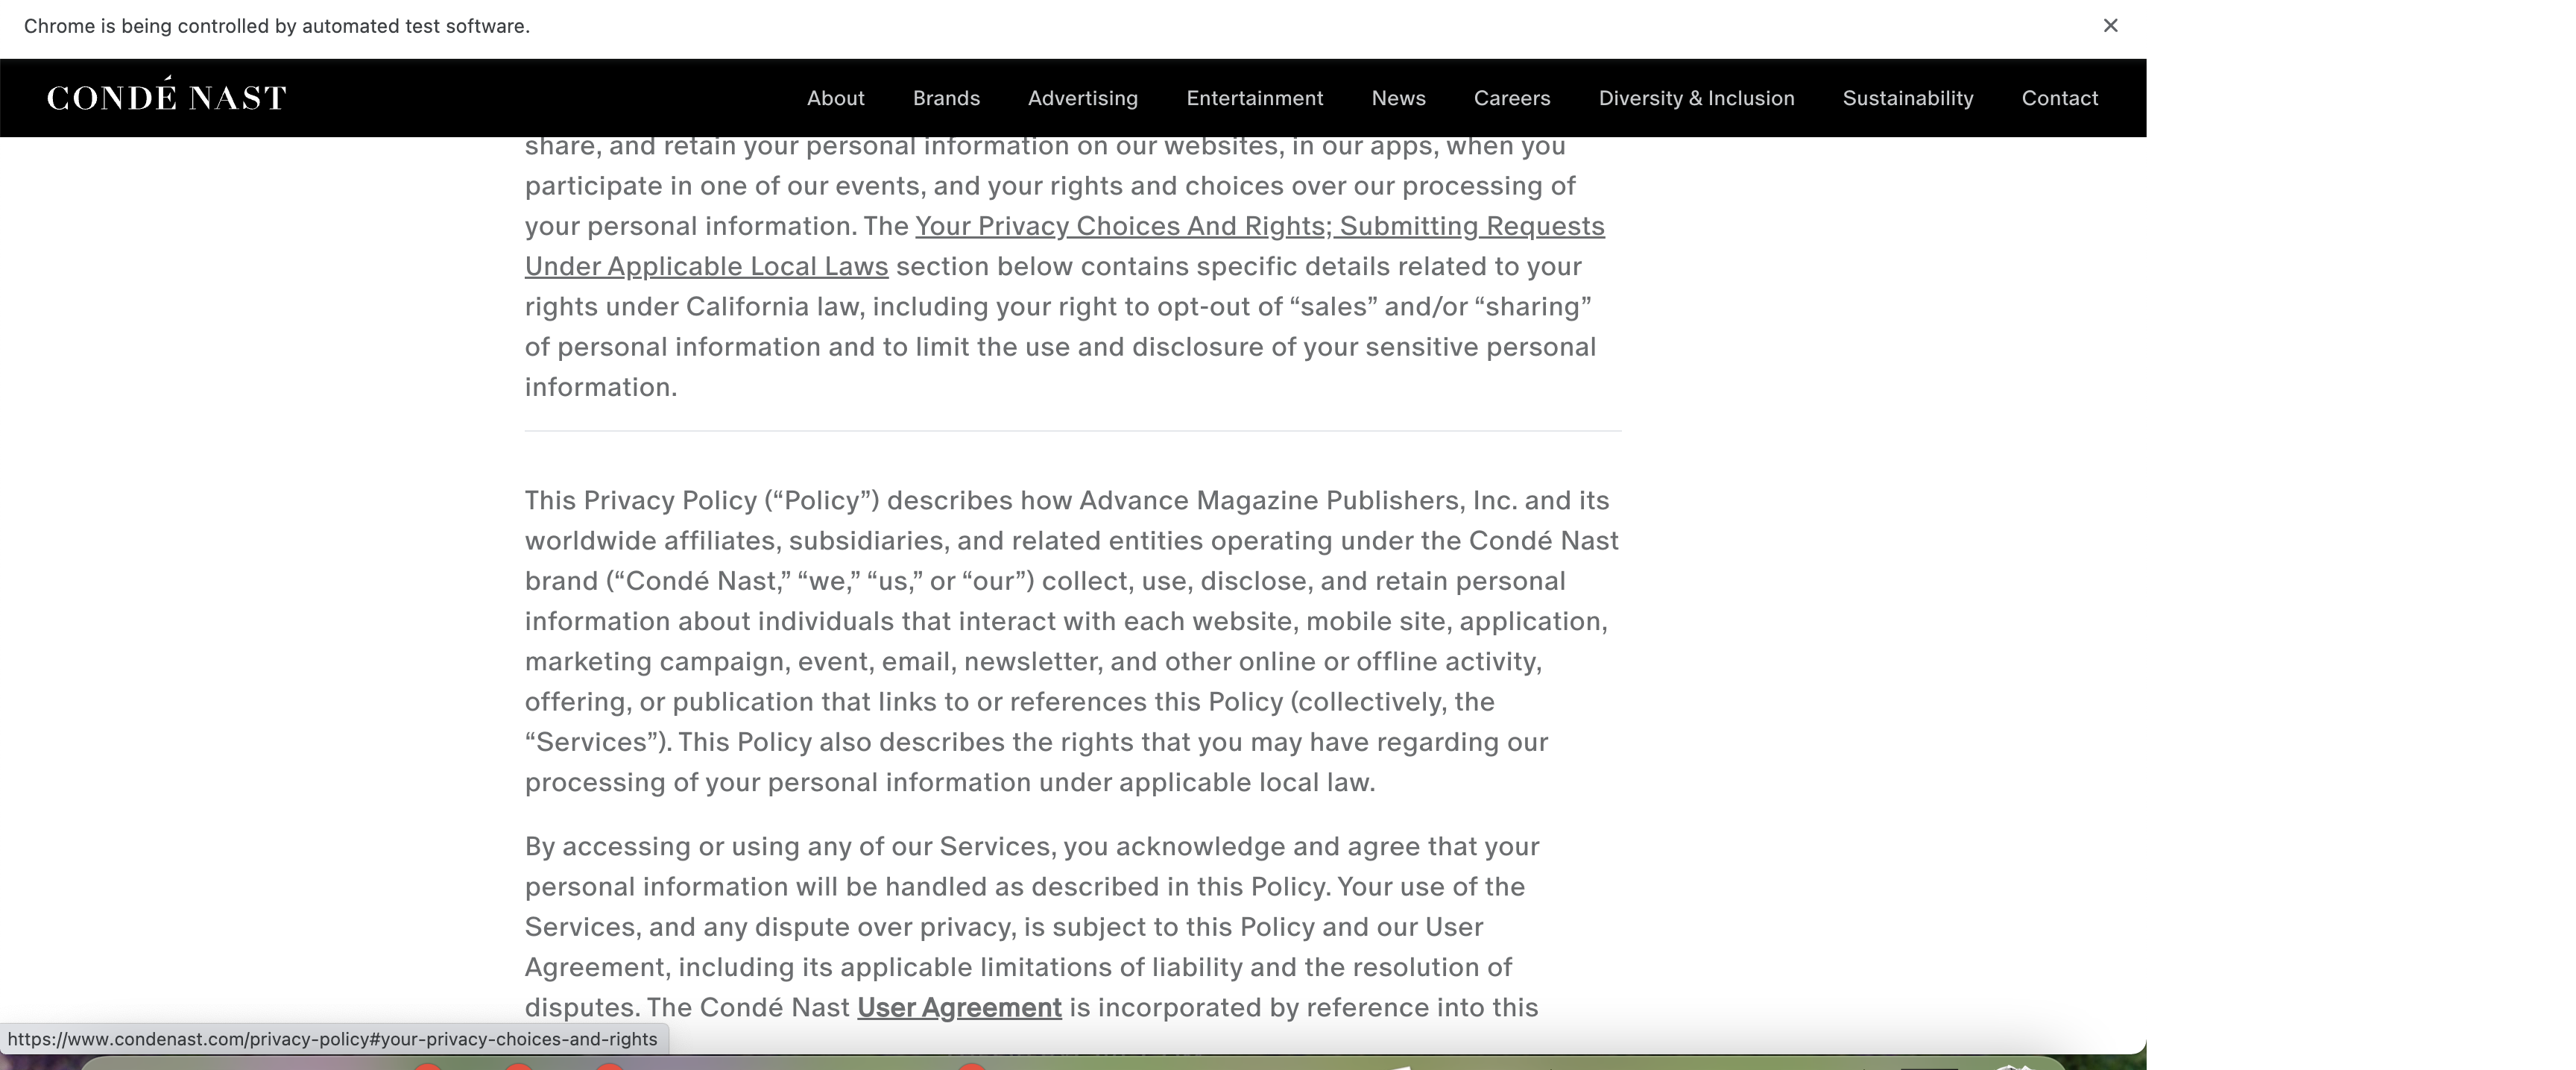 Chrome is being controlled by automated test software.
CONDÉ NAST
About Brands Advertising Entertainment News Careers Diversity & Inclusion Sustainability Contact
share, and retain your personal information on our websites, in our apps, when you
participate in one of our events, and your rights and choices over our processing of
your personal information. The Your Privacy Choices And Rights; Submitting Requests
Under Applicable Local Laws section below contains specific details related to your
rights under California law, including your right to opt-out of “sales” and/or “sharing”
of personal information and to limit the use and disclosure of your sensitive personal
information.
This Privacy Policy (“Policy”) describes how Advance Magazine Publishers, Inc. and its
worldwide affiliates, subsidiaries, and related entities operating under the Condé Nast
brand (“Condé Nast,” “we,” “us,” or “our”) collect, use, disclose, and retain personal
information about individuals that interact with each website, mobile site, application,
marketing campaign, event, email, newsletter, and other online or offline activity,
offering, or publication that links to or references this Policy (collectively, the
“Services”). This Policy also describes the rights that you may have regarding our
processing of your personal information under applicable local law.
By accessing or using any of our Services, you acknowledge and agree that your
personal information will be handled as described in this Policy. Your use of the
Services, and any dispute over privacy, is subject to this Policy and our User
Agreement, including its applicable limitations of liability and the resolution of
disputes. The Condé Nast User Agreement is incorporated by reference into this
https://www.condenast.com/privacy-policy#your-privacy-choices-and-rights